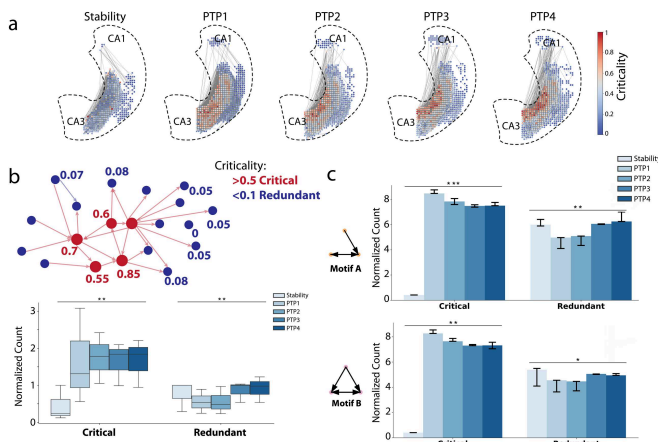 a
Stability
PTP1
PTP2
PTP3
PTP4
CA1
CA1
CA1
CA1
CA1
CA3
CA3
CA3
CA3
CA3
1
0.8
0.6
0.4
0.2
0
Criticality
b
0.07
0.08
Criticality:
>0.5 Critical
<0.1 Redundant
0.05
0.05
0
0.05
0.08
0.6
0.7
0.55
0.85
**
**
Stability
PTP1
PTP2
PTP3
PTP4
Normalized Count
3
2
1
0
Critical
Redundant
c
Stability
PTP1
PTP2
PTP3
PTP4
Motif A
Normalized Count
8
6
4
2
0
***
**
Critical
Redundant
Motif B
Normalized Count
8
6
4
2
0
**
*
Critical
Redundant